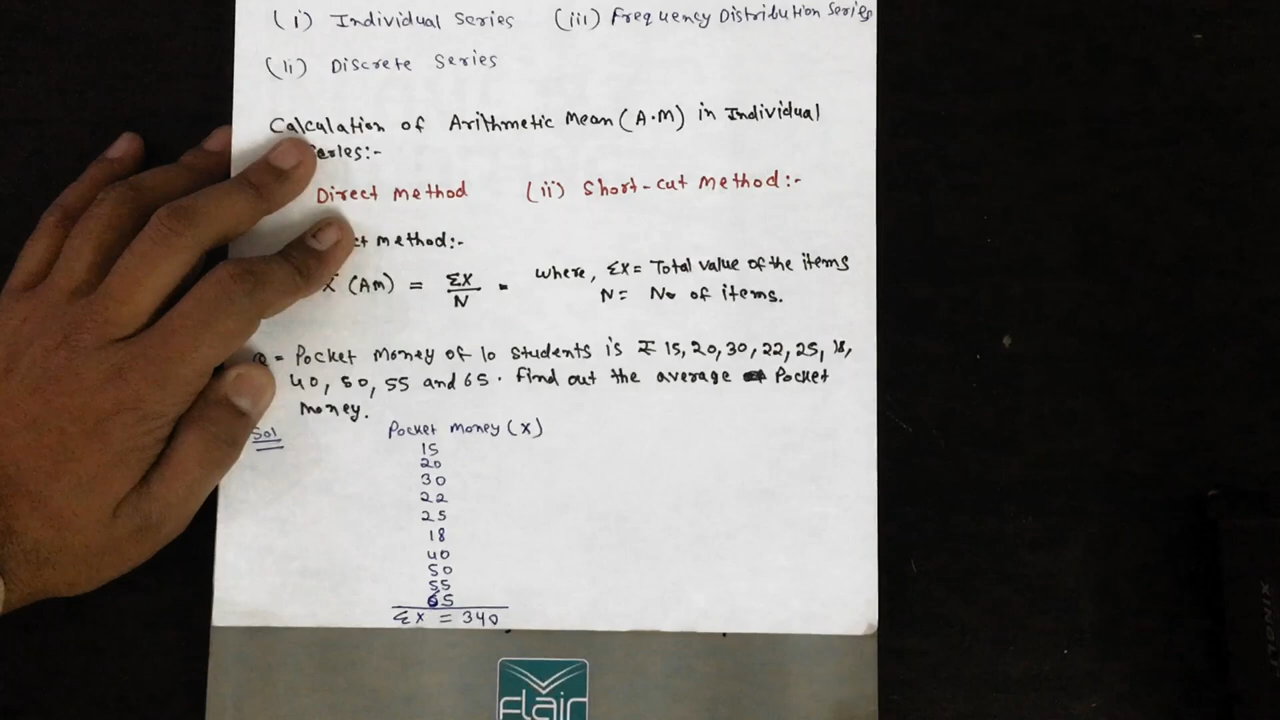 (i) Individual Series (iii) Frequency Distribution Series
(ii) Discrete Series
Calculation of Arithmetic Mean (A.M) in Individual
eries:-
Direct Method (ii) Short-cut Method:-
ct method:-
X̄ (Am) = ΣX/N where, ΣX = Total value of the items
N = No of items.
Q = Pocket Money of 10 students is ₹ 15, 20, 30, 22, 25, 18,
40, 50, 55 and 65. Find out the average Pocket
Money.
Sol Pocket money (X)
15
20
30
22
25
18
40
50
55
65
ΣX = 340
Flair